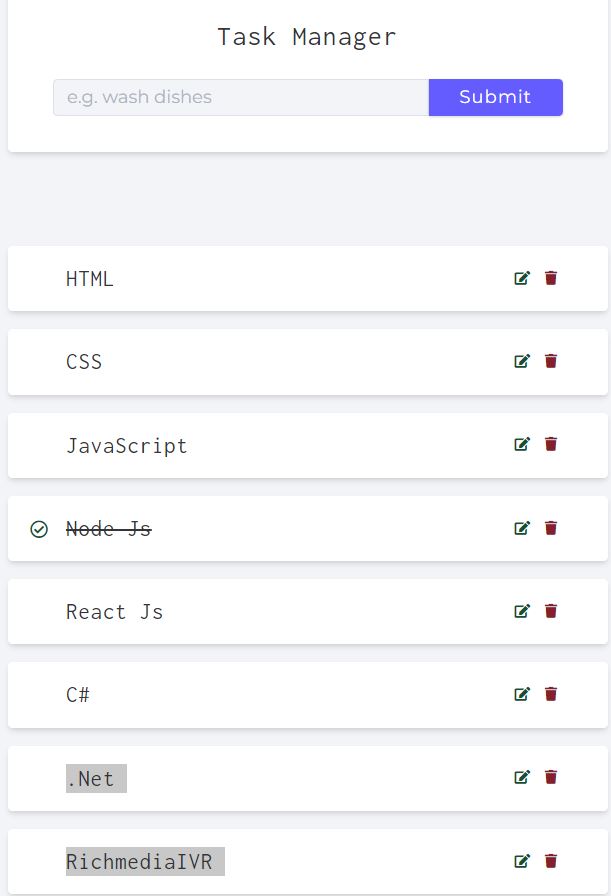 Task Manager
e.g. wash dishes
Submit
HTML
CSS
JavaScript
Node Js
React Js
C#
.Net
RichmediaIVR